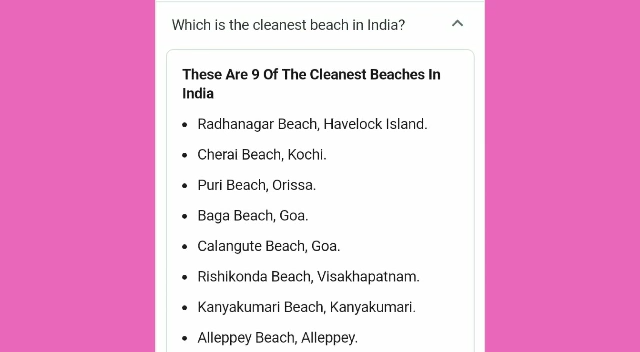 Which is the cleanest beach in India?
These Are 9 Of The Cleanest Beaches In
India
• Radhanagar Beach, Havelock Island.
• Cherai Beach, Kochi.
• Puri Beach, Orissa.
• Baga Beach, Goa.
• Calangute Beach, Goa.
• Rishikonda Beach, Visakhapatnam.
• Kanyakumari Beach, Kanyakumari.
• Alleppey Beach, Alleppey.